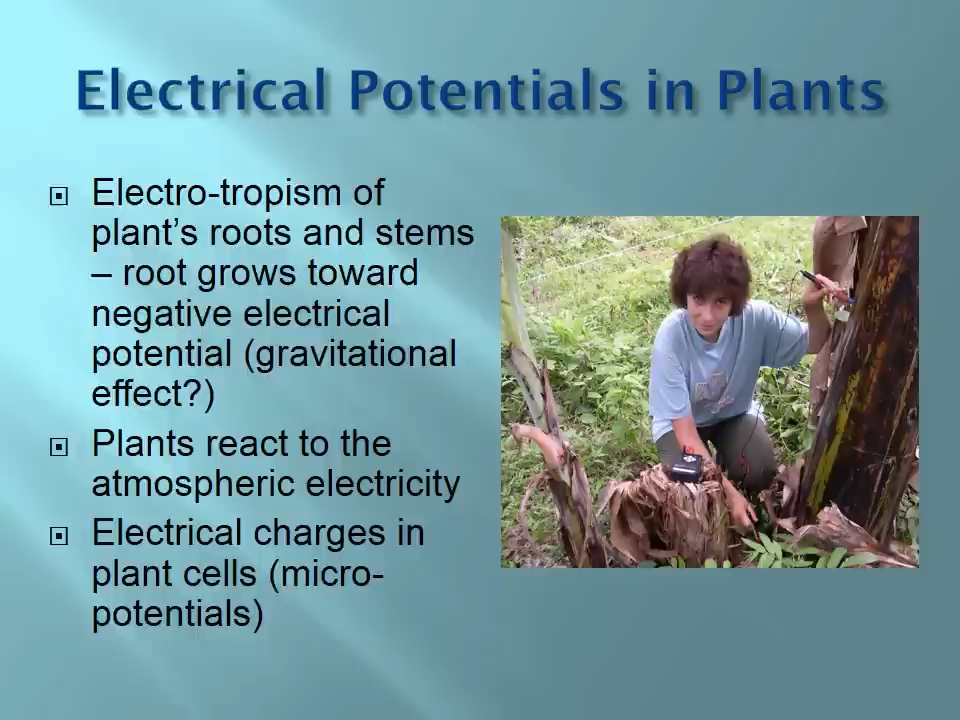 Electrical Potentials in Plants
Electro-tropism of
plant's roots and stems
– root grows toward
negative electrical
potential (gravitational
effect?)
Plants react to the
atmospheric electricity
Electrical charges in
plant cells (micro-
potentials)